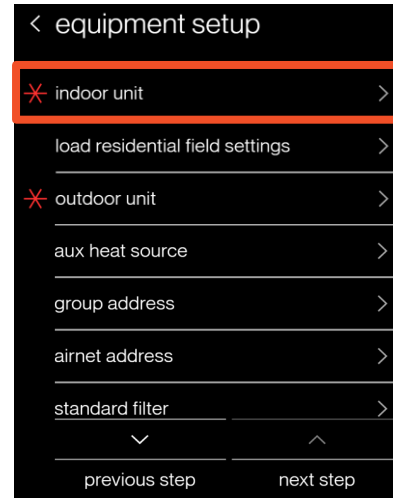 equipment setup
indoor unit
load residential field settings
outdoor unit
aux heat source
group address
airnet address
standard filter
previous step next step